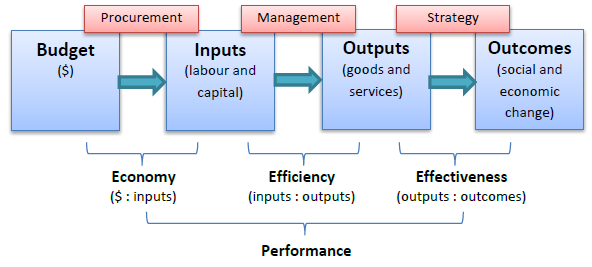 Procurement
Management
Strategy
Budget
($)
Inputs
(labour and
capital)
Outputs
(goods and
services)
Outcomes
(social and
economic
change)
Economy
($ : inputs)
Efficiency
(inputs : outputs)
Effectiveness
(outputs : outcomes)
Performance